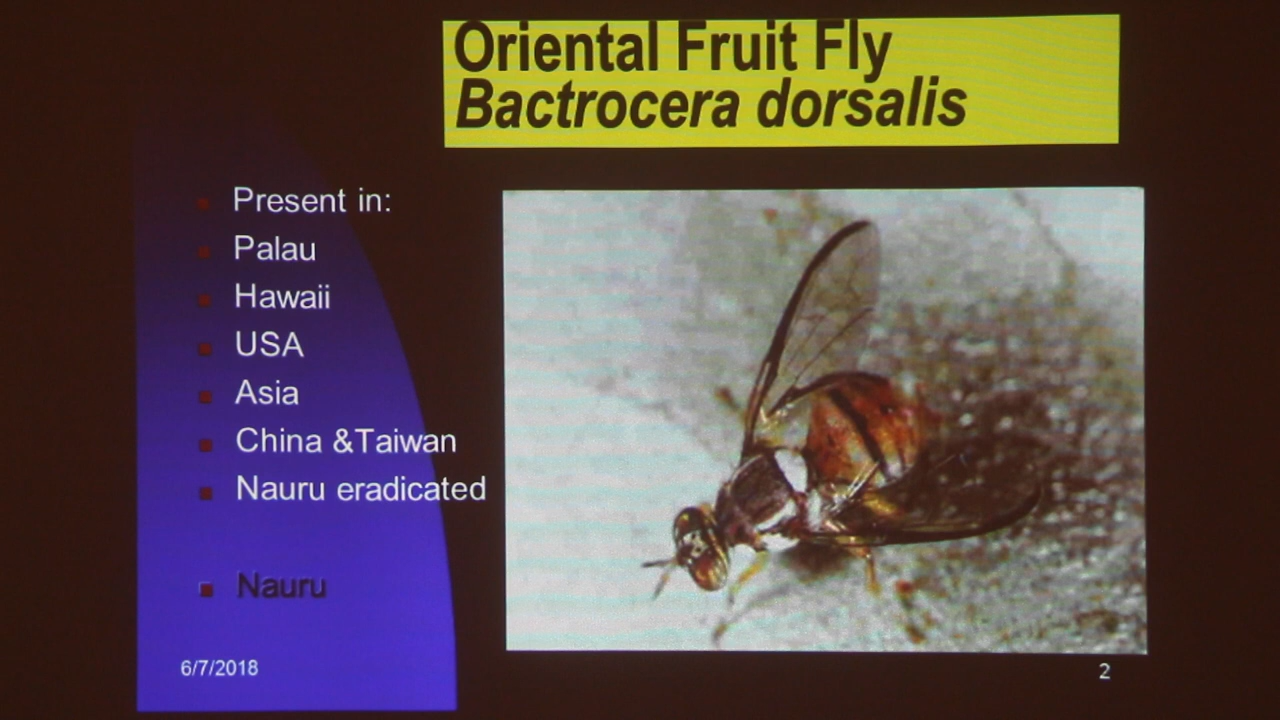 Oriental Fruit Fly
Bactrocera dorsalis
Present in:
Palau
Hawaii
USA
Asia
China &Taiwan
Nauru eradicated
Nauru
6/7/2018
2